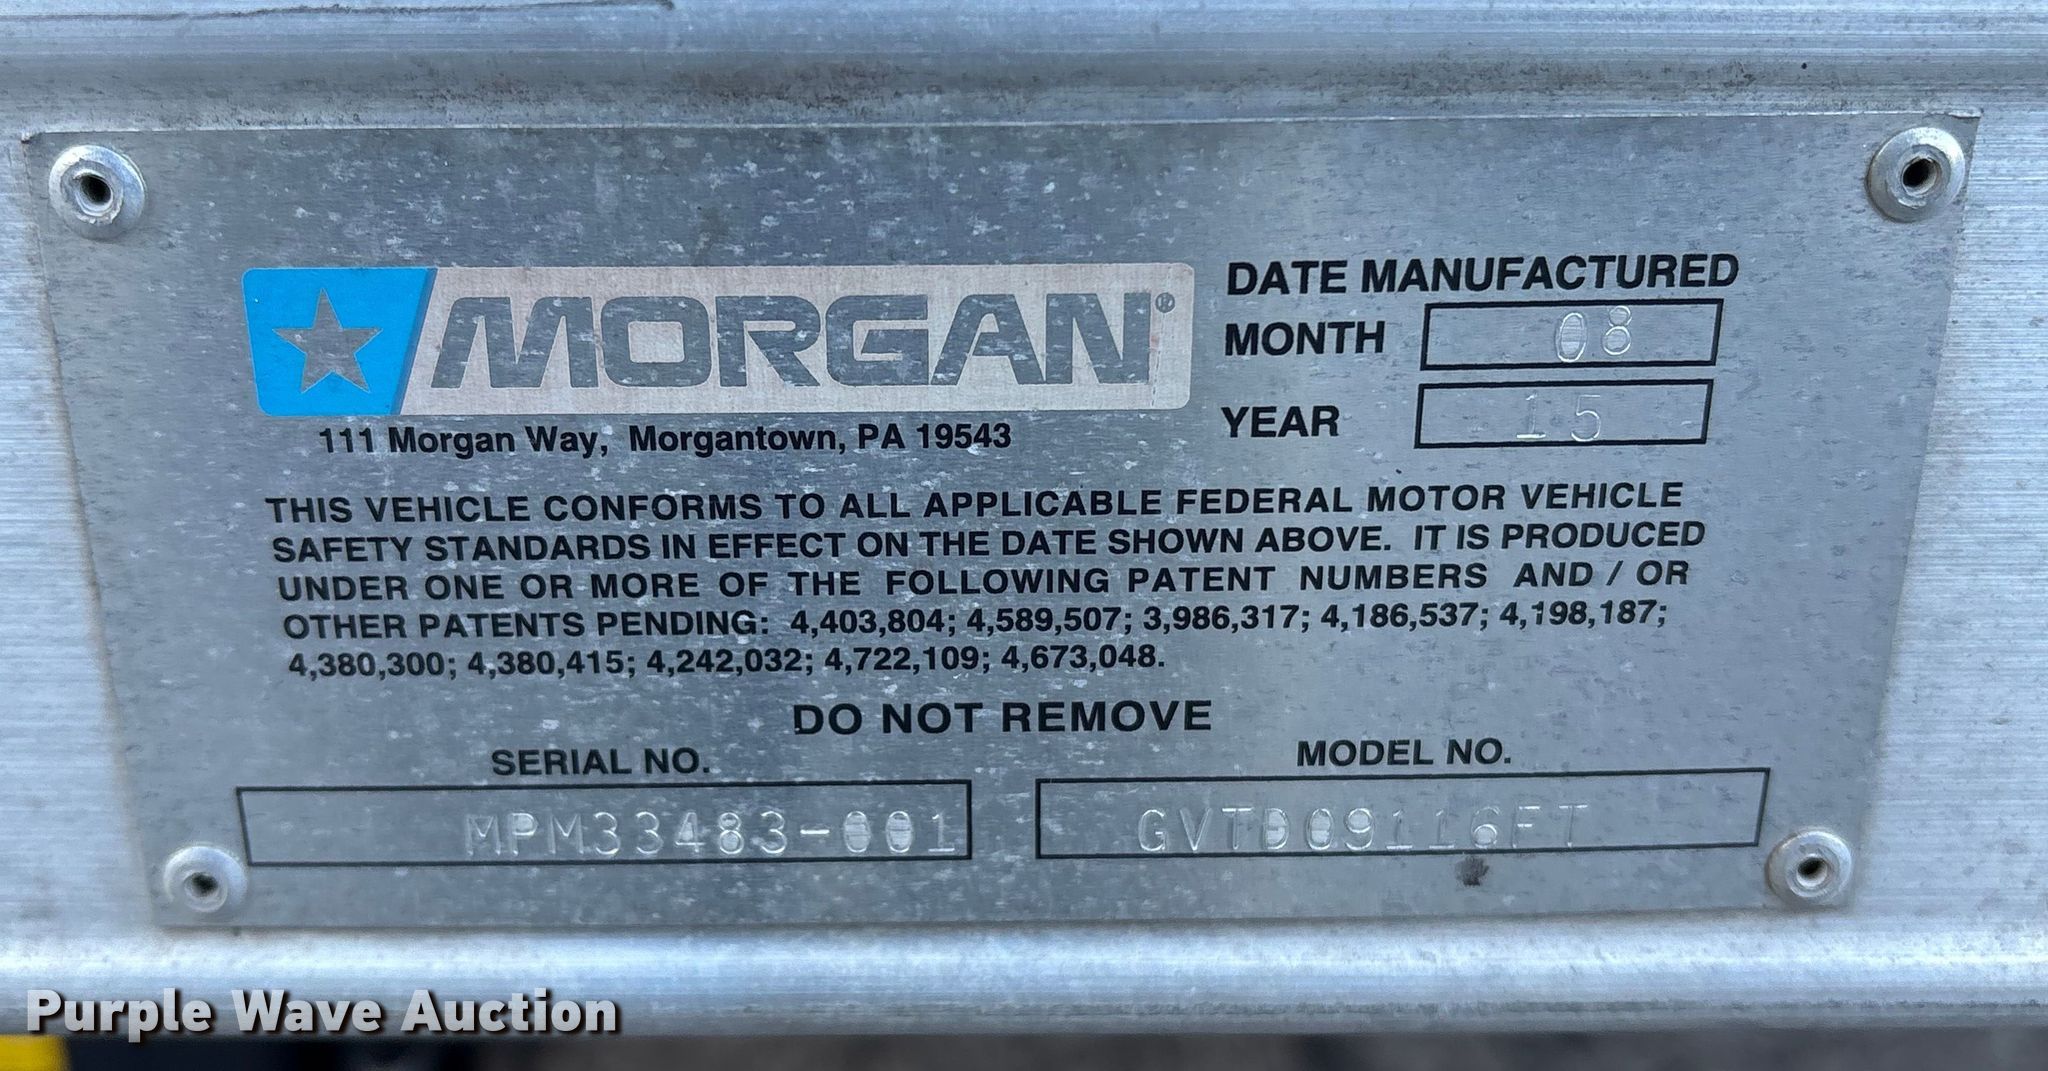 MORGAN®
111 Morgan Way, Morgantown, PA 19543
DATE MANUFACTURED
MONTH 08
YEAR 15
THIS VEHICLE CONFORMS TO ALL APPLICABLE FEDERAL MOTOR VEHICLE
SAFETY STANDARDS IN EFFECT ON THE DATE SHOWN ABOVE. IT IS PRODUCED
UNDER ONE OR MORE OF THE FOLLOWING PATENT NUMBERS AND / OR
OTHER PATENTS PENDING: 4,403,804; 4,589,507; 3,986,317; 4,186,537; 4,198,187;
4,380,300; 4,380,415; 4,242,032; 4,722,109; 4,673,048.
DO NOT REMOVE
SERIAL NO.
MPM33483-001
MODEL NO.
GVTD09116FT
Purple Wave Auction